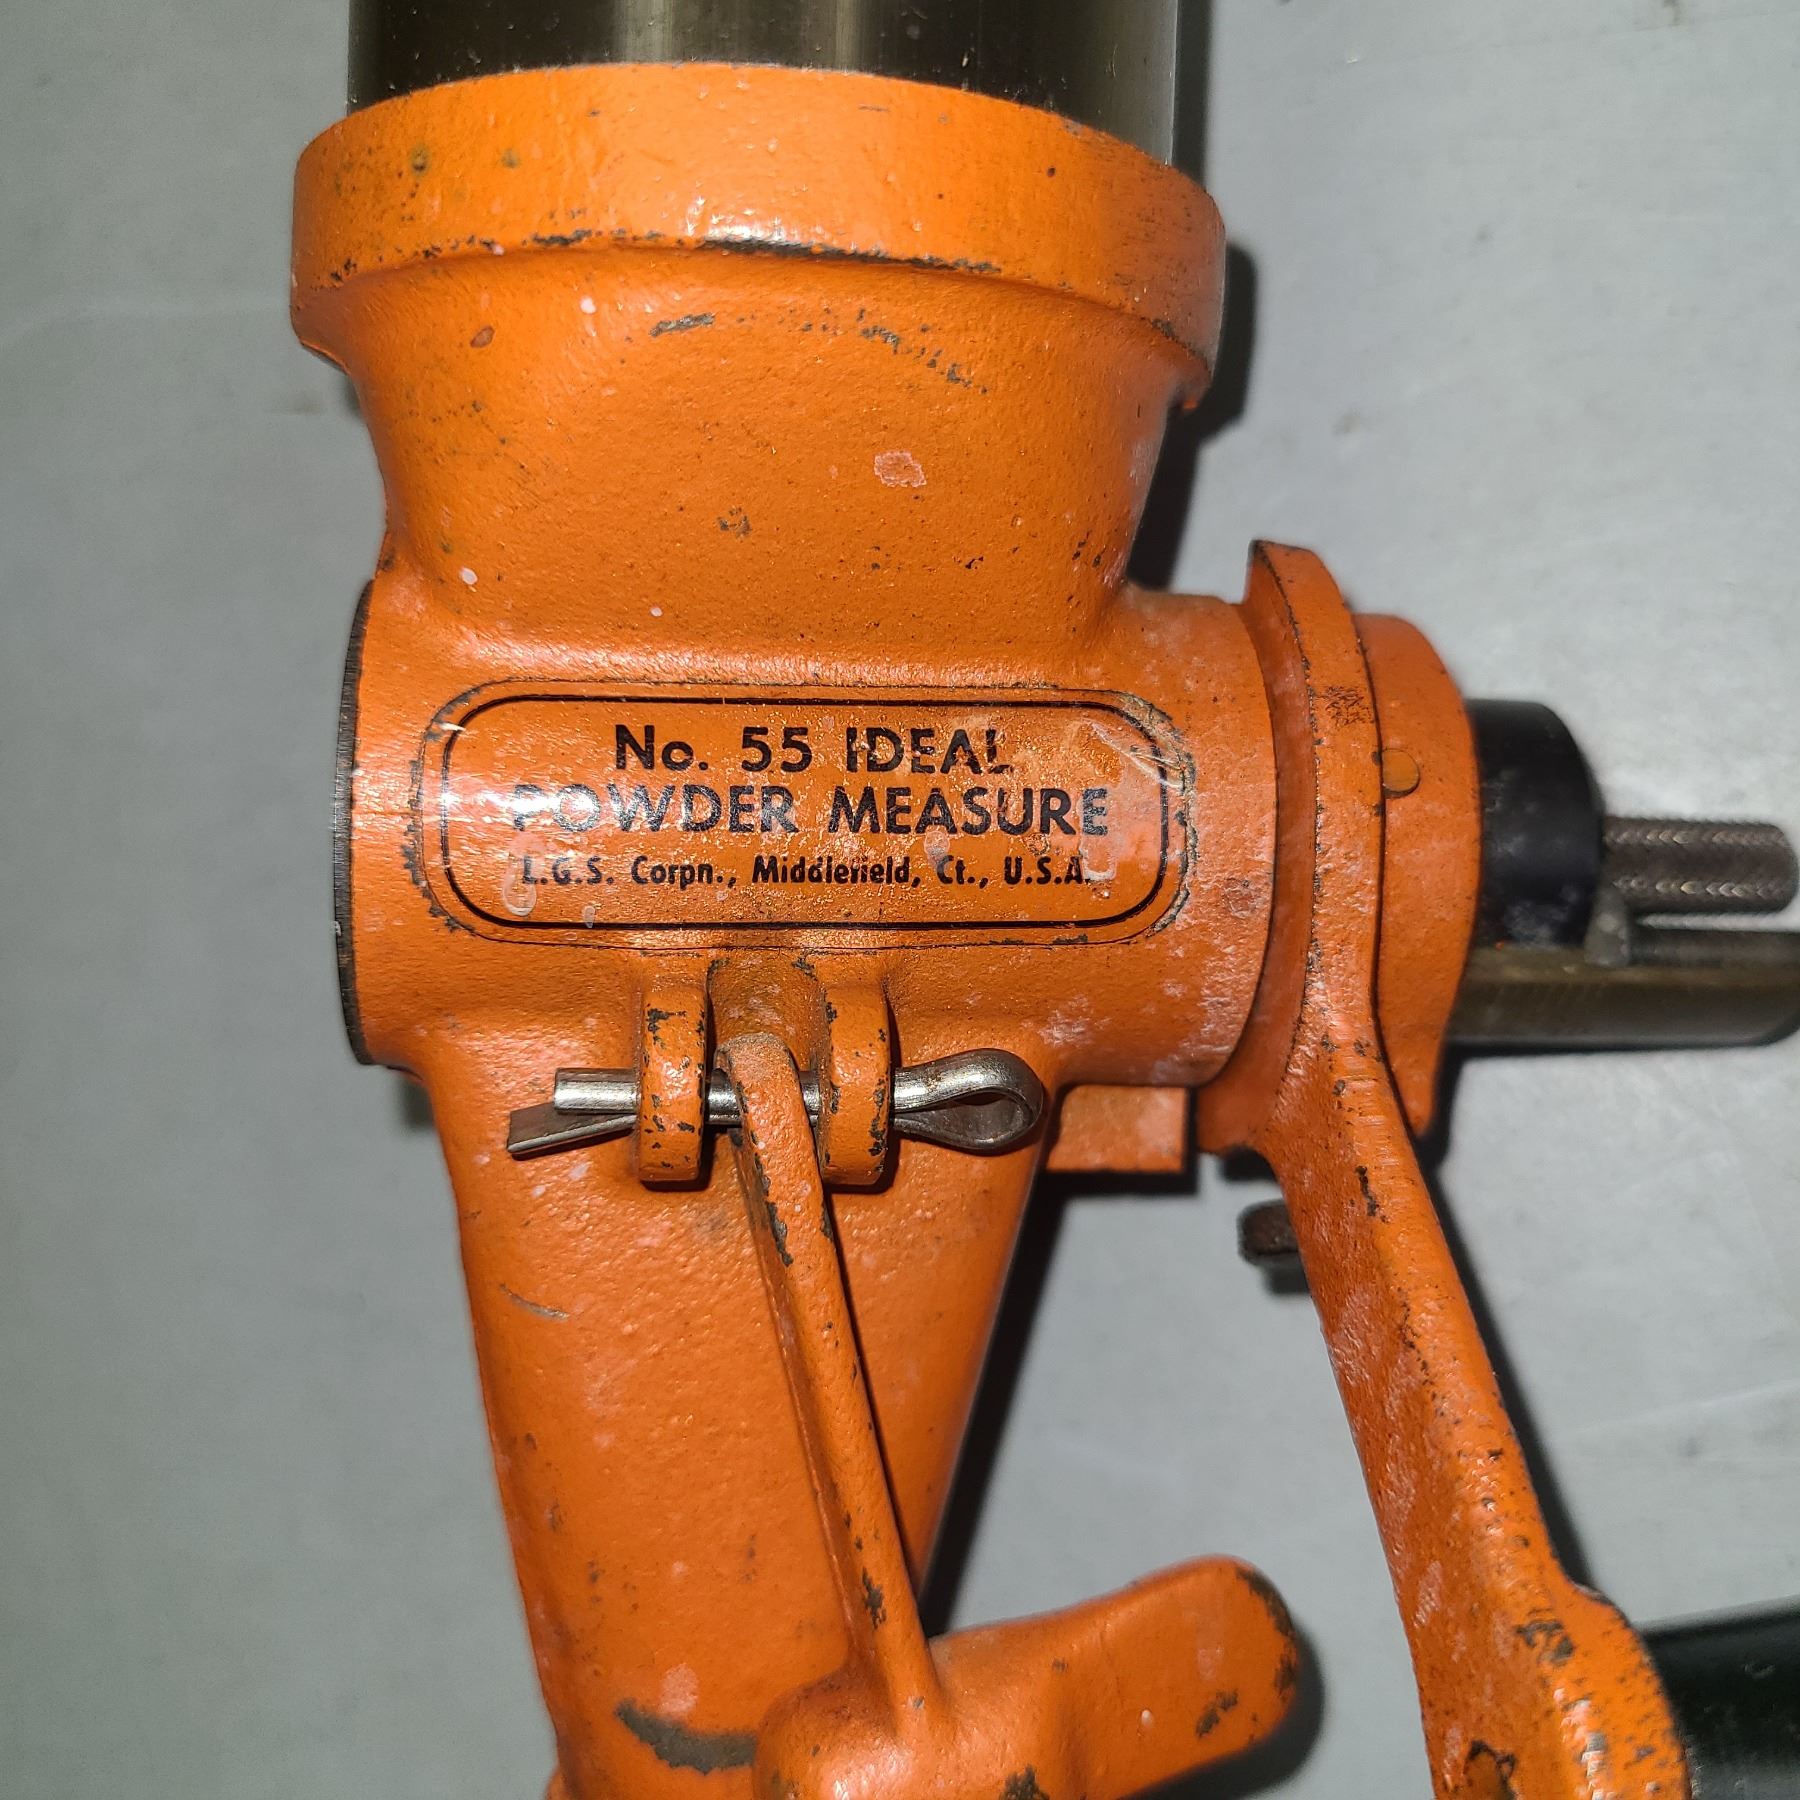 No. 55 IDEAL
POWDER MEASURE
L.G.S. Corpn., Middlefield, Ct., U.S.A.